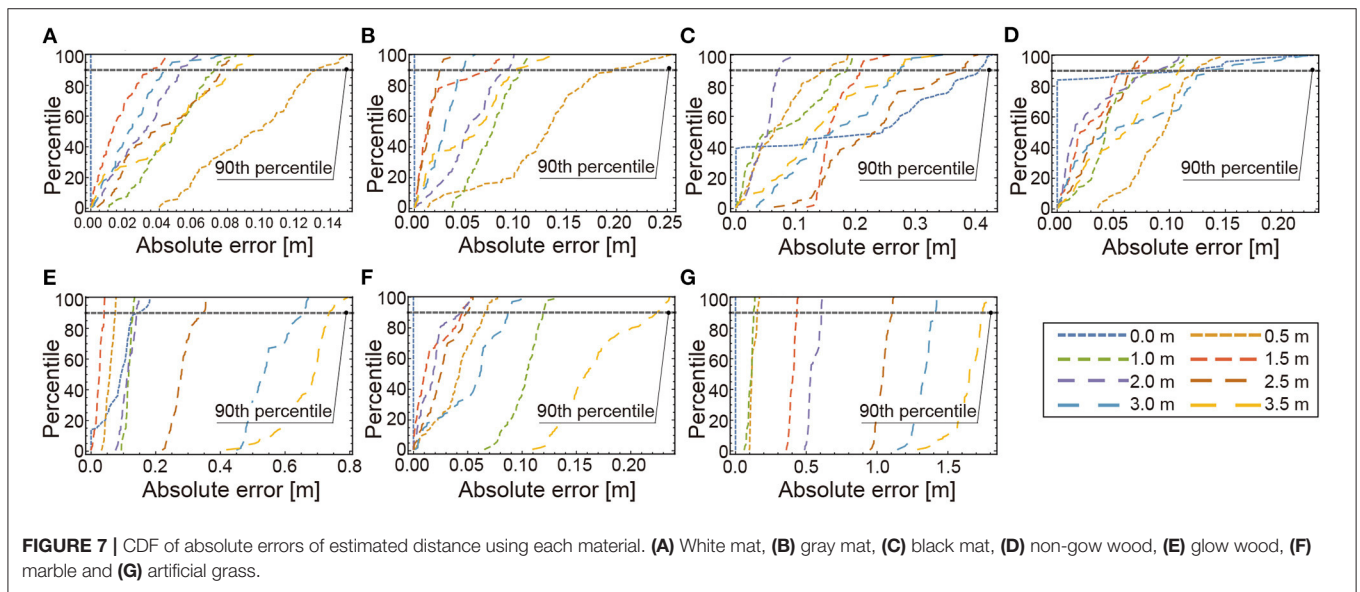 A
Percentile
100
80
60
40
20
0
90th percentile
0.00 0.02 0.04 0.06 0.08 0.10 0.12 0.14
Absolute error [m]
B
Percentile
100
80
60
40
20
0
90th percentile
0.00 0.05 0.10 0.15 0.20 0.25
Absolute error [m]
C
Percentile
100
80
60
40
20
0
90th percentile
0.0 0.1 0.2 0.3 0.4
Absolute error [m]
D
Percentile
100
80
60
40
20
0
90th percentile
0.00 0.05 0.10 0.15 0.20
Absolute error [m]
E
Percentile
100
80
60
40
20
0
90th percentile
0.0 0.2 0.4 0.6 0.8
Absolute error [m]
F
Percentile
100
80
60
40
20
0
90th percentile
0.00 0.05 0.10 0.15 0.20
Absolute error [m]
G
Percentile
100
80
60
40
20
0
90th percentile
0.0 0.5 1.0 1.5
Absolute error [m]
0.0 m 0.5 m
1.0 m 1.5 m
2.0 m 2.5 m
3.0 m 3.5 m
FIGURE 7 | CDF of absolute errors of estimated distance using each material. (A) White mat, (B) gray mat, (C) black mat, (D) non-gow wood, (E) glow wood, (F)
marble and (G) artificial grass.